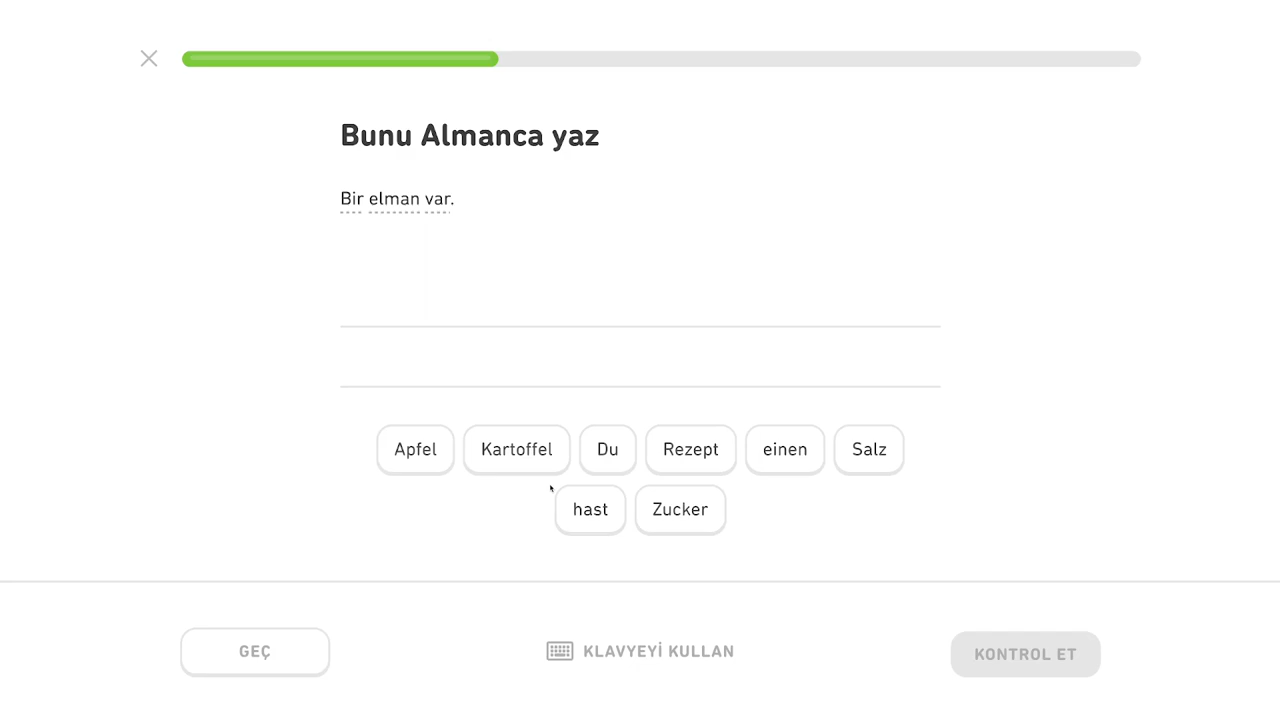 Bunu Almanca yaz
Bir elman var.
Apfel Kartoffel Du Rezept einen Salz
hast Zucker
GEÇ KLAVYEYİ KULLAN KONTROL ET